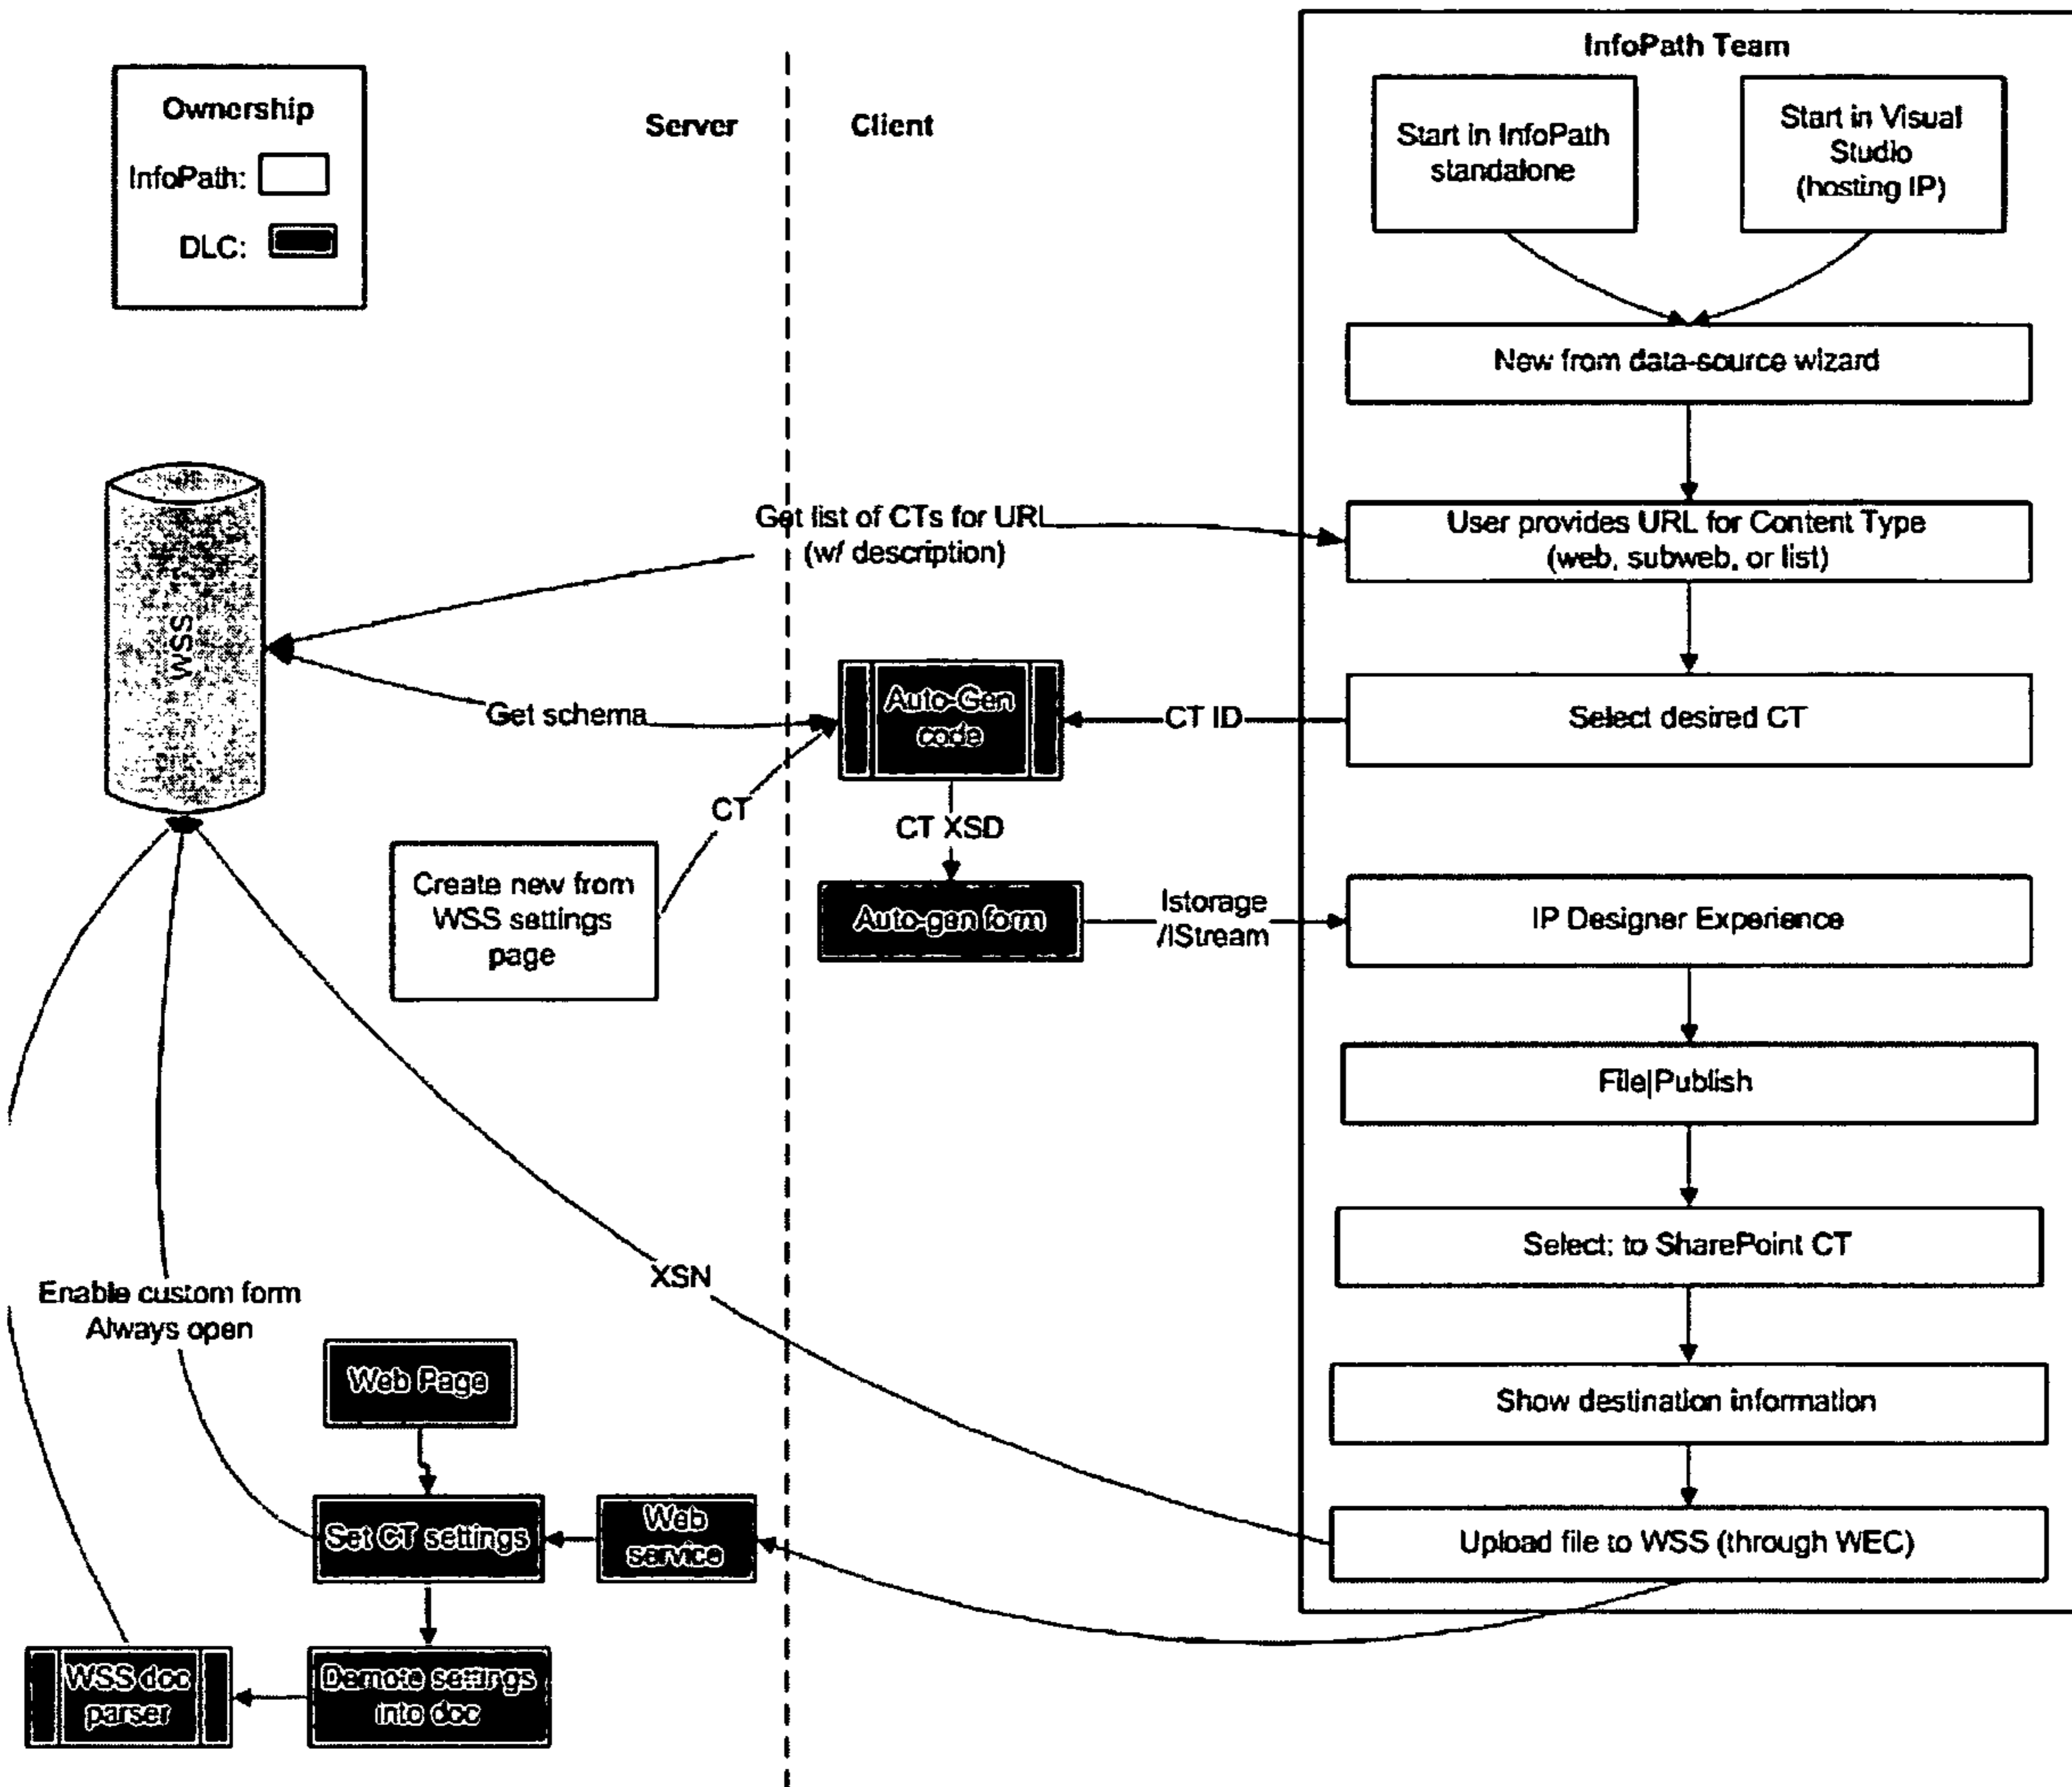 InfoPath Team
Ownership
InfoPath:
DLC:
Server
Client
Start in InfoPath
standalone
Start in Visual
Studio
(hosting IP)
New from data-source wizard
Get list of CTs for URL
(w/ description)
User provides URL for Content Type
(web, subweb, or list)
WSS
Get schema
Auto-Gen
code
CT ID
Select desired CT
CT
CT XSD
Create new from
WSS settings
page
Auto-gen form
Istorage
/IStream
IP Designer Experience
File|Publish
Select: to SharePoint CT
XSN
Enable custom form
Always open
Web Page
Show destination information
Set CT settings
Web
service
Upload file to WSS (through WEC)
WSS doc
parser
Demote settings
into doc